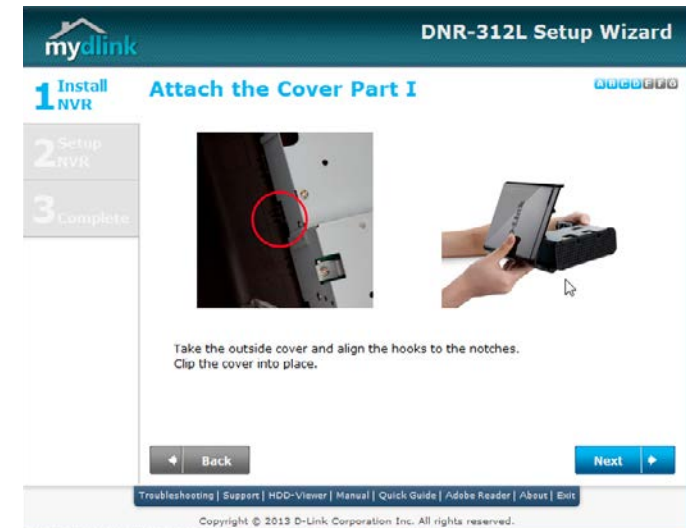 mydlink
DNR-312L Setup Wizard
1 Install
NVR
Attach the Cover Part I
A B C D E F G
2 Setup
NVR
3 Complete
D-Link
Take the outside cover and align the hooks to the notches.
Clip the cover into place.
Back
Next
Troubleshooting | Support | HDD-Viewer | Manual | Quick Guide | Adobe Reader | About | Exit
Copyright © 2013 D-Link Corporation Inc. All rights reserved.